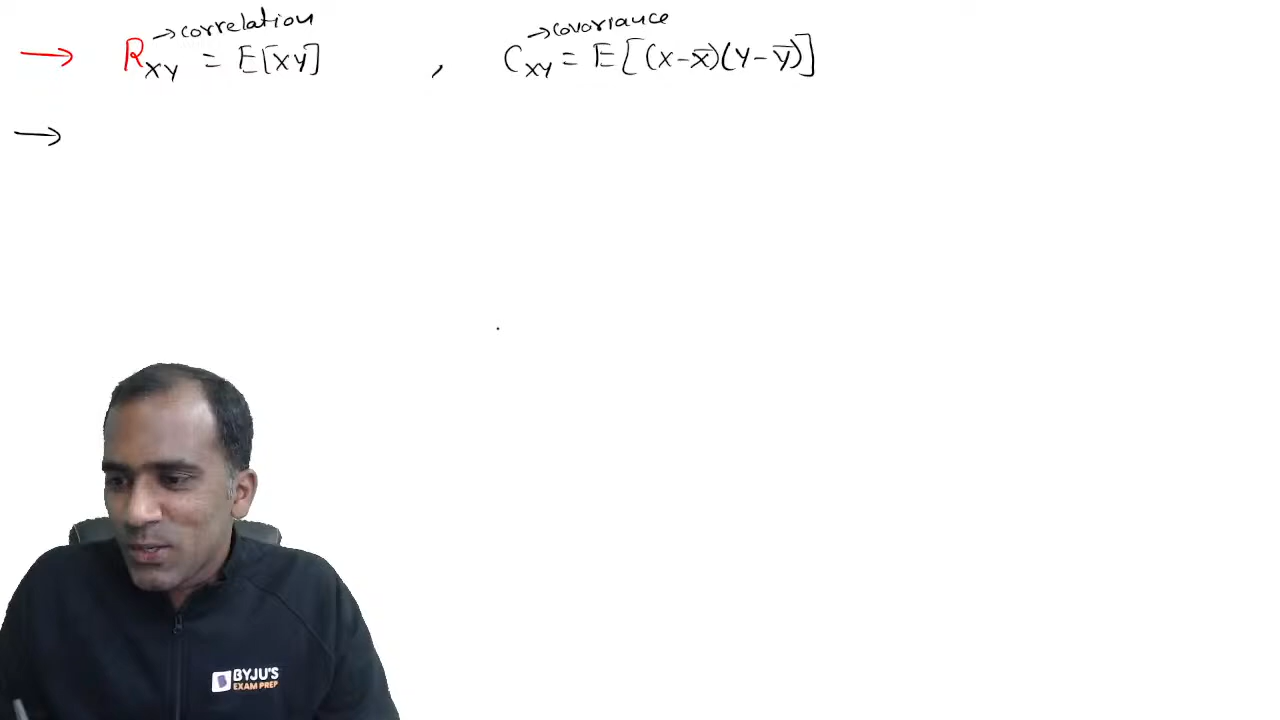 → correlation → covariance
→ R_XY = E[XY] , C_XY = E[(X-X̅)(Y-Y̅)]
→
BYJU'S
EXAM PREP